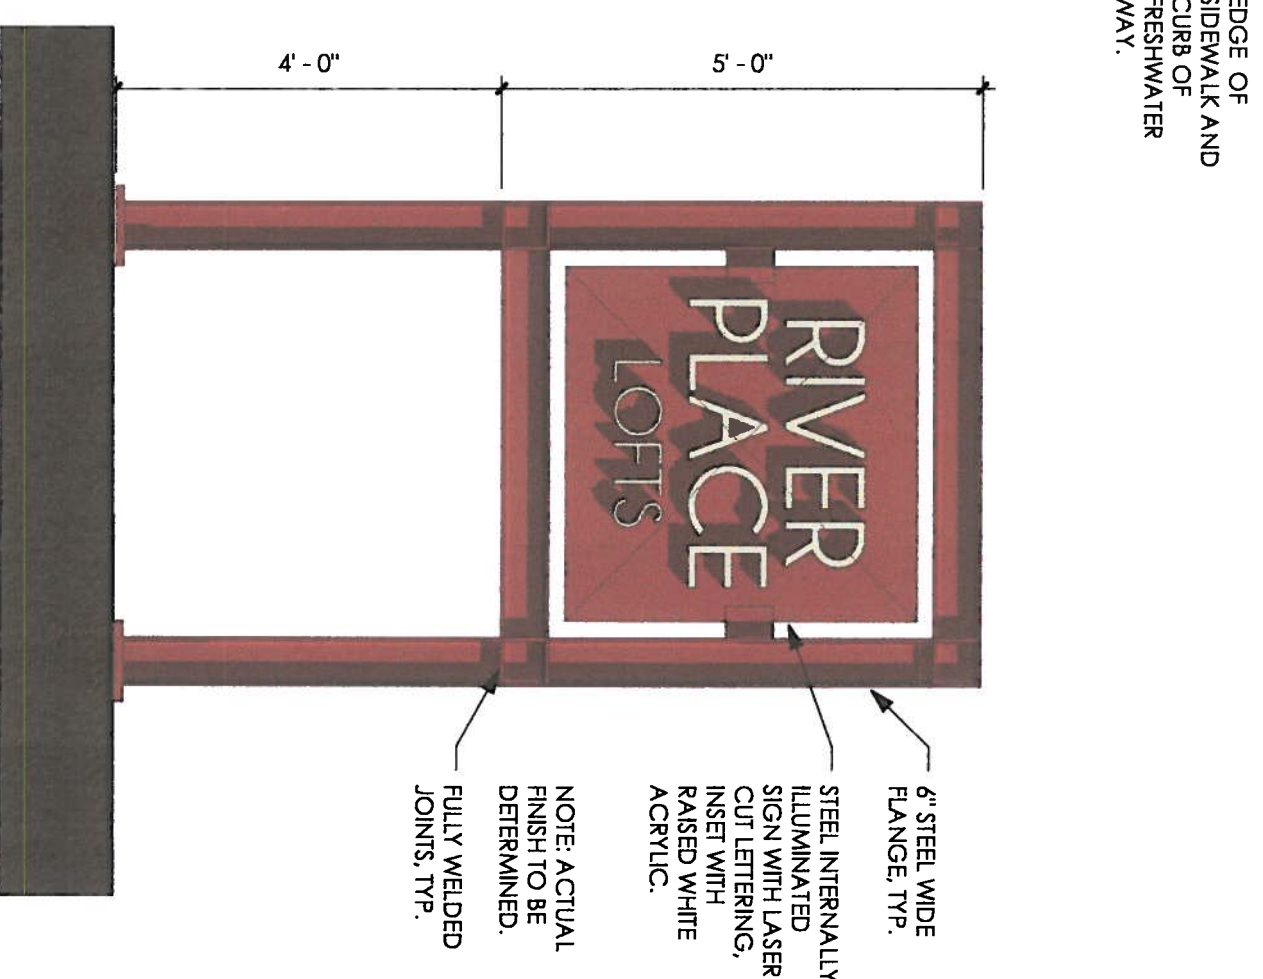 EDGE OF
SIDEWALK AND
CURB OF
FRESHWATER
WAY.
4' - 0"
5' - 0"
RIVER
PLACE
LOFTS
6" STEEL WIDE
FLANGE, TYP.
STEEL INTERNALLY
ILLUMINATED
SIGN WITH LASER
CUT LETTERING,
INSET WITH
RAISED WHITE
ACRYLIC.
NOTE: ACTUAL
FINISH TO BE
DETERMINED.
FULLY WELDED
JOINTS, TYP.